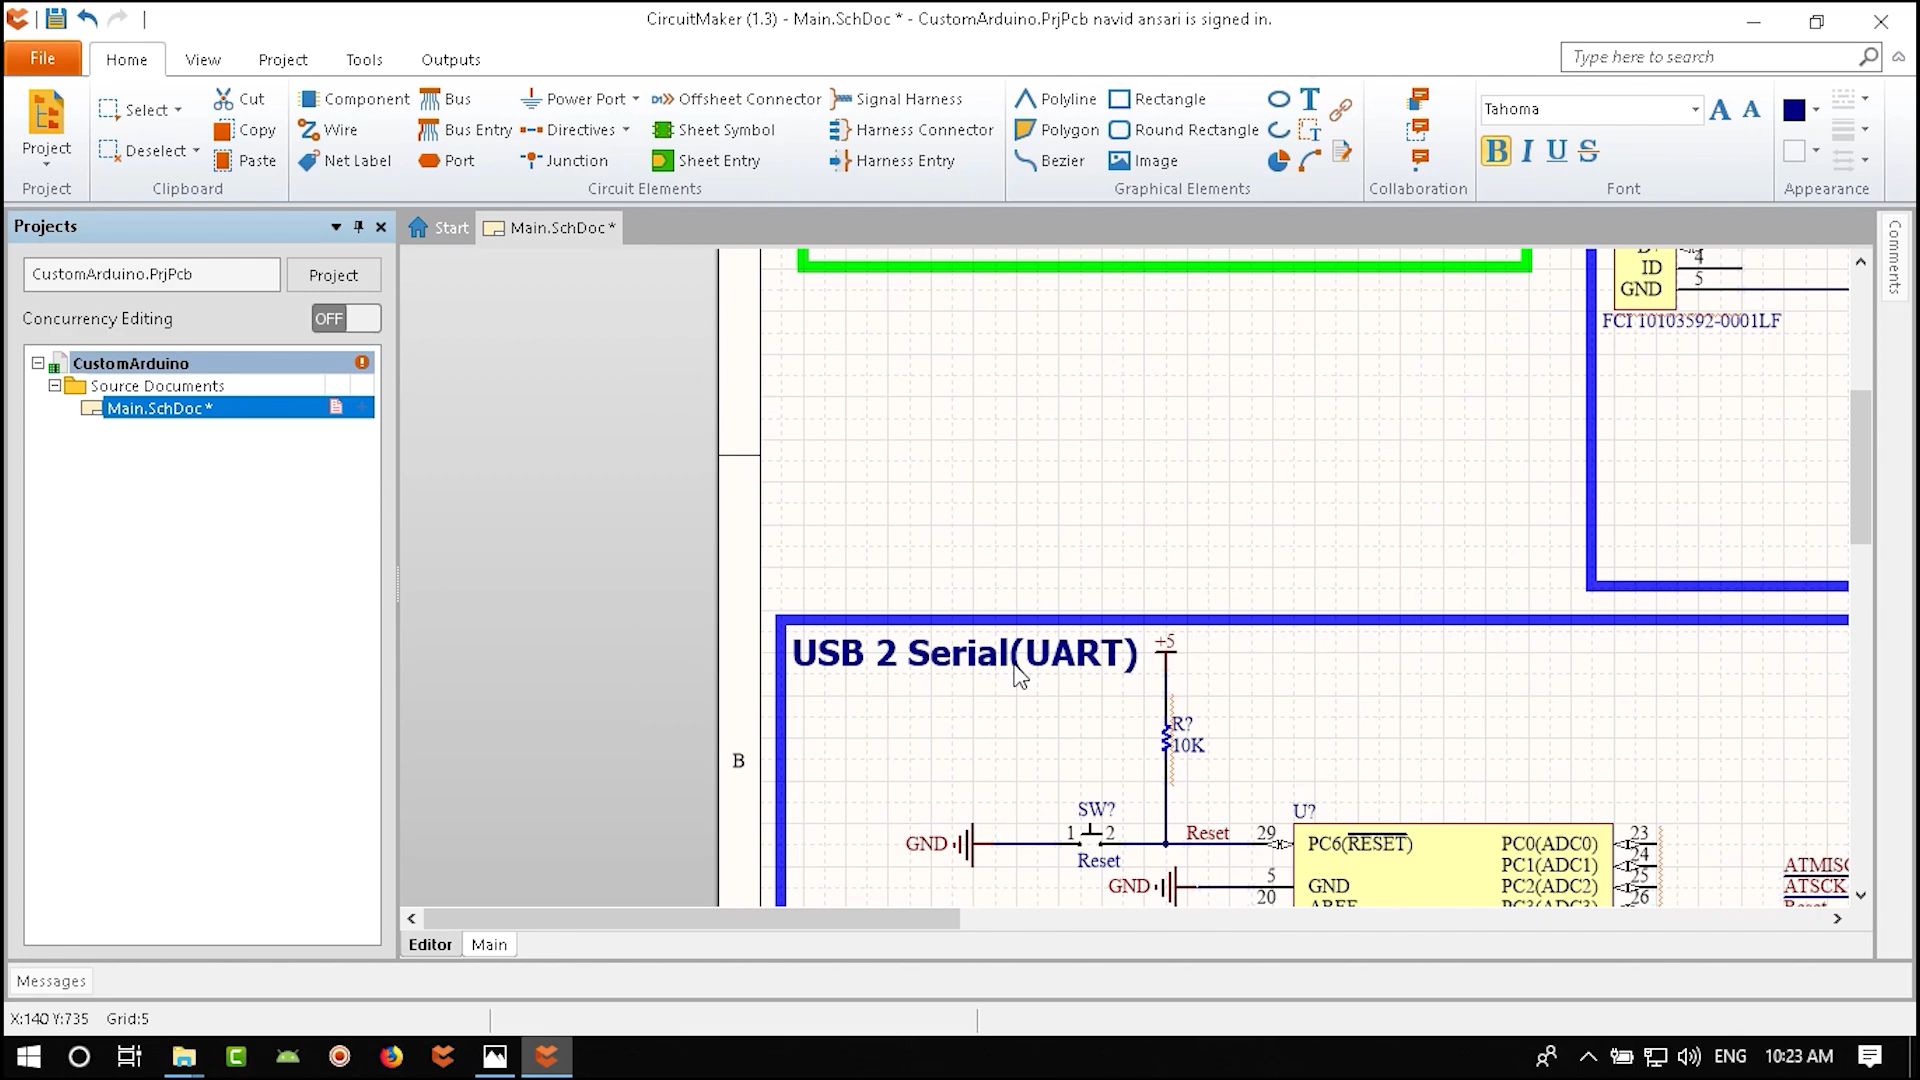 CircuitMaker (1.3) - Main.SchDoc * - CustomArduino.PrjPcb navid ansari is signed in.
File
Home
View
Project
Tools
Outputs
Type here to search
Project
Project
Select
Deselect
Cut
Copy
Paste
Clipboard
Component
Wire
Net Label
Bus
Bus Entry
Port
Power Port
Directives
Junction
Offsheet Connector
Sheet Symbol
Sheet Entry
Signal Harness
Harness Connector
Harness Entry
Circuit Elements
Polyline
Polygon
Bezier
Rectangle
Round Rectangle
Image
Graphical Elements
Collaboration
Tahoma
B I U S
Font
Appearance
Projects
Start
Main.SchDoc *
Comments
CustomArduino.PrjPcb
Project
Concurrency Editing
OFF
CustomArduino
Source Documents
Main.SchDoc *
4
ID
5
GND
FCI 10103592-0001LF
USB 2 Serial(UART)
+5
R?
10K
B
SW?
1 2
Reset
GND
Reset
29
U?
PC6(RESET)
PC0(ADC0)
23
PC1(ADC1)
24
GND
5
GND
PC2(ADC2)
25
20
AREF
PC3(ADC3)
26
ATSCK
Reset
Editor
Main
Messages
X:140 Y:735 Grid:5
ENG
10:23 AM